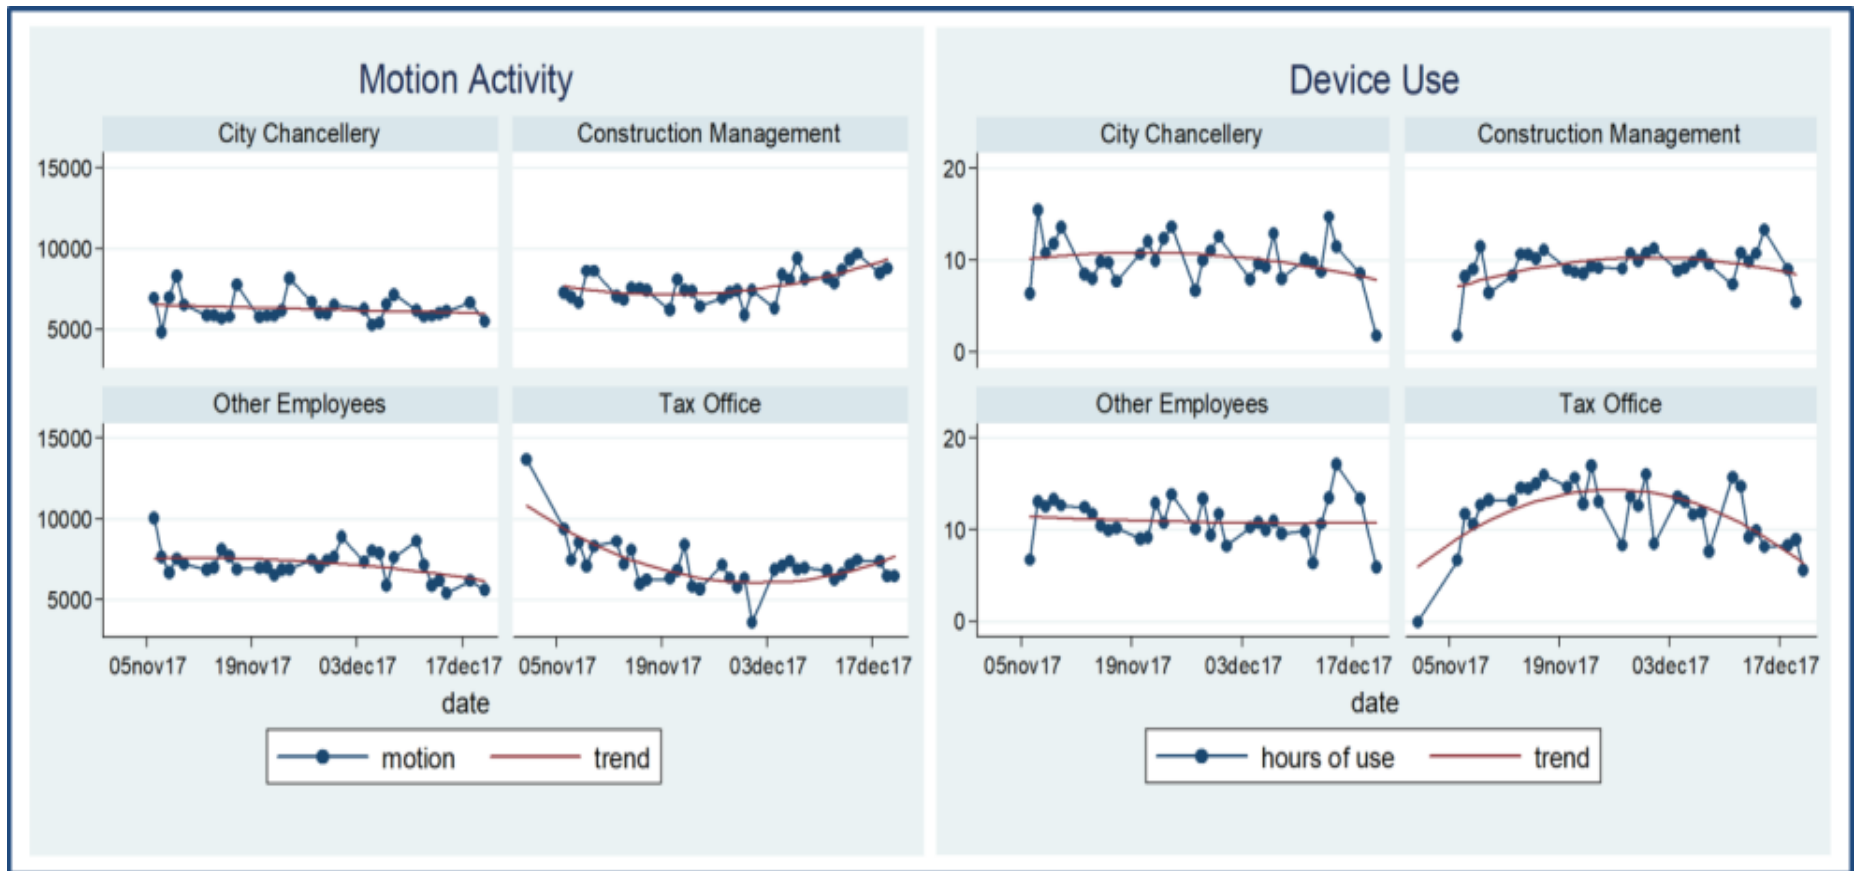 Motion Activity
City Chancellery
Construction Management
15000
10000
5000
Other Employees
Tax Office
15000
10000
5000
05nov17 19nov17 03dec17 17dec17
05nov17 19nov17 03dec17 17dec17
date
motion trend
Device Use
City Chancellery
Construction Management
20
10
0
Other Employees
Tax Office
20
10
0
05nov17 19nov17 03dec17 17dec17
05nov17 19nov17 03dec17 17dec17
date
hours of use trend